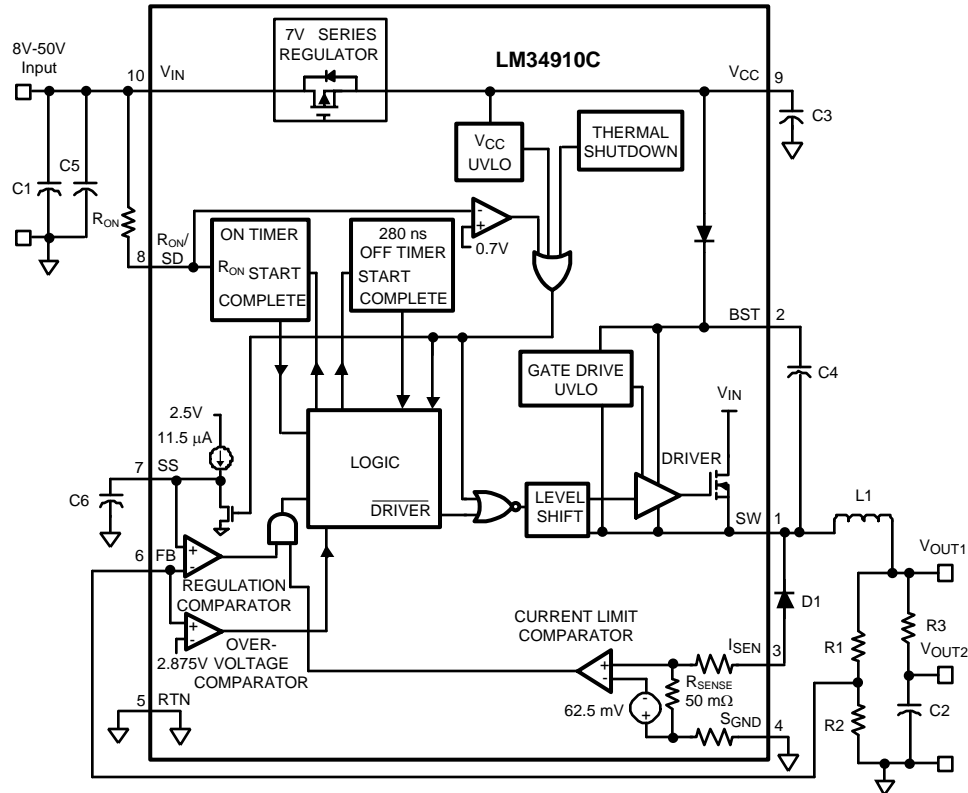 7V SERIES
REGULATOR
LM34910C
8V-50V
Input
10
VIN
VCC
9
C3
VCC
UVLO
THERMAL
SHUTDOWN
C1
C5
RON
RON/
SD
8
ON TIMER
RON START
COMPLETE
280 ns
OFF TIMER
START
COMPLETE
-
+
0.7V
BST
2
C4
GATE DRIVE
UVLO
VIN
2.5V
11.5 μA
7
SS
C6
LOGIC
DRIVER
DRIVER
LEVEL
SHIFT
SW
1
L1
6
FB
+
-
REGULATION
COMPARATOR
+
-
2.875V
OVER-
VOLTAGE
COMPARATOR
CURRENT LIMIT
COMPARATOR
+
-
62.5 mV
-
+
RSENSE
50 mΩ
ISEN
3
D1
SGND
4
5
RTN
VOUT1
R1
R3
VOUT2
R2
C2